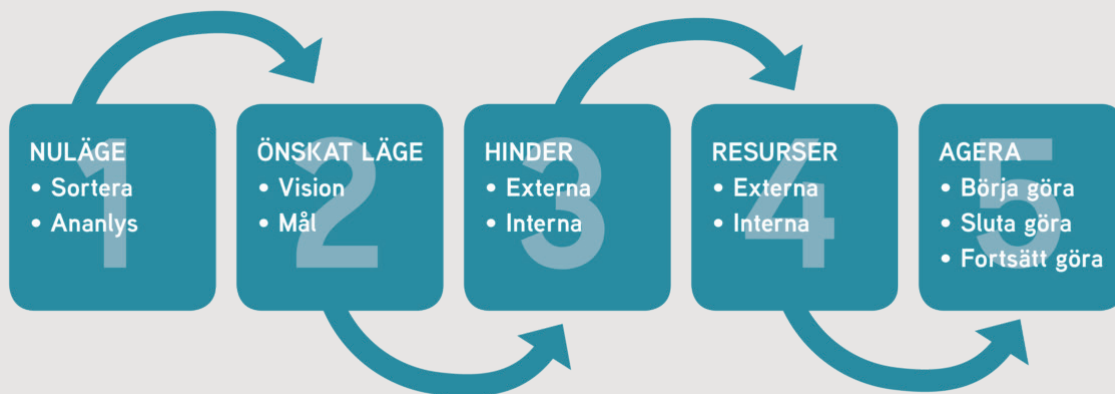 1
NULÄGE
• Sortera
• Ananlys
2
ÖNSKAT LÄGE
• Vision
• Mål
3
HINDER
• Externa
• Interna
4
RESURSER
• Externa
• Interna
5
AGERA
• Börja göra
• Sluta göra
• Fortsätt göra